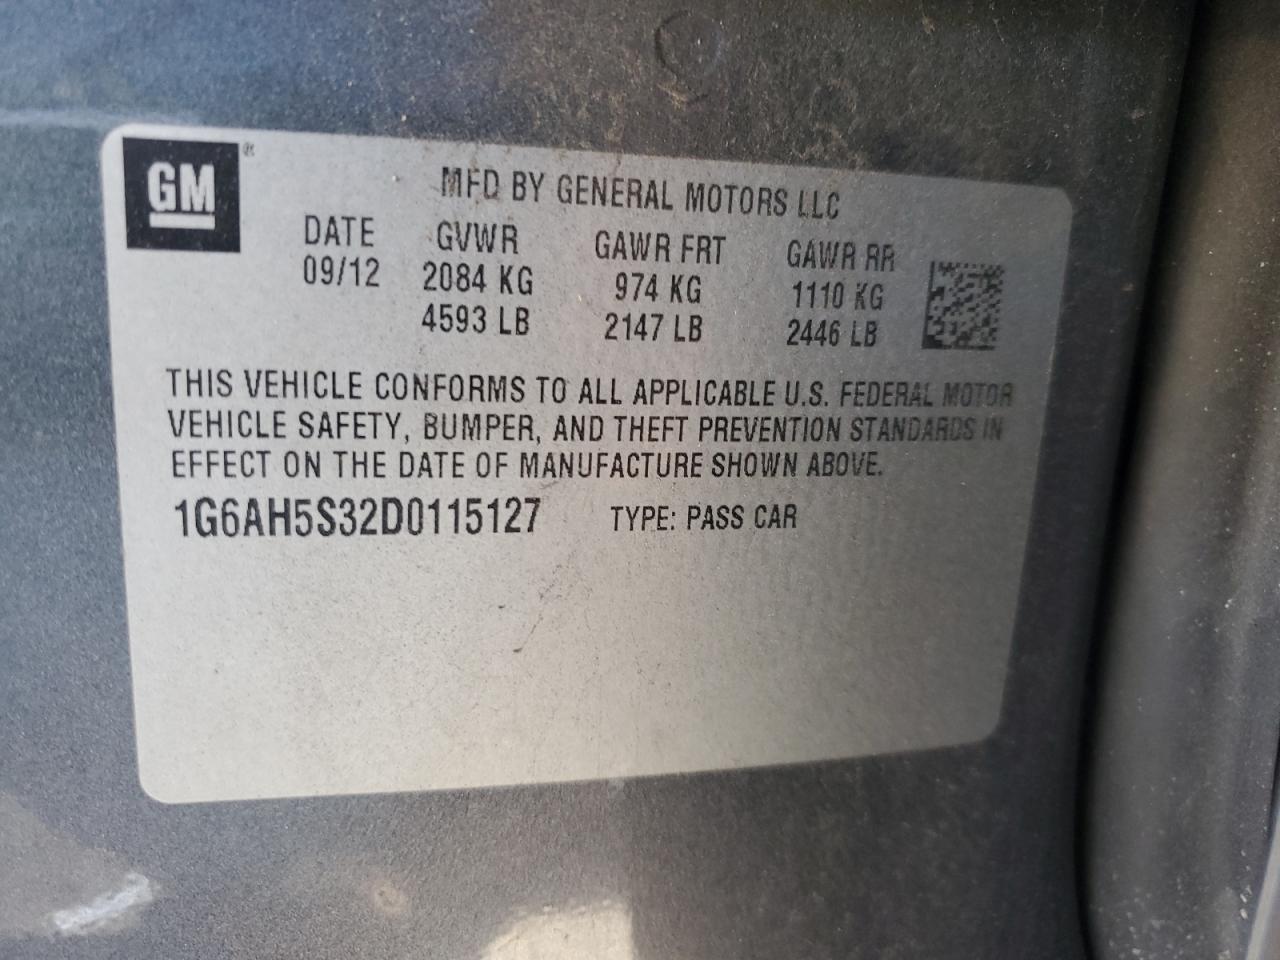 GM ®
MFD BY GENERAL MOTORS LLC
DATE GVWR GAWR FRT GAWR RR
09/12 2084 KG 974 KG 1110 KG
4593 LB 2147 LB 2446 LB
THIS VEHICLE CONFORMS TO ALL APPLICABLE U.S. FEDERAL MOTOR
VEHICLE SAFETY, BUMPER, AND THEFT PREVENTION STANDARDS IN
EFFECT ON THE DATE OF MANUFACTURE SHOWN ABOVE.
1G6AH5S32D0115127 TYPE: PASS CAR